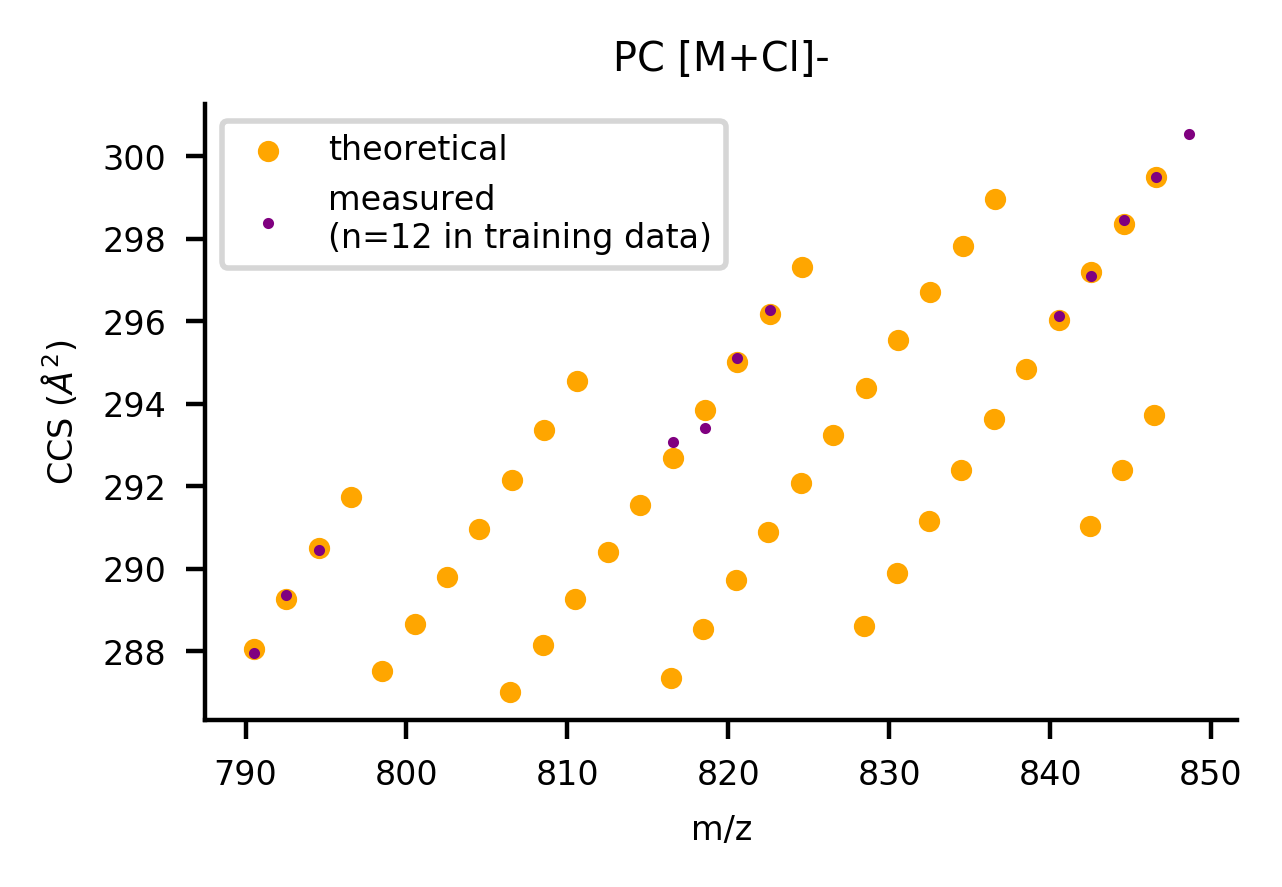 PC [M+Cl]-
theoretical
measured
(n=12 in training data)
CCS (Å²)
300
298
296
294
292
290
288
790
800
810
820
830
840
850
m/z